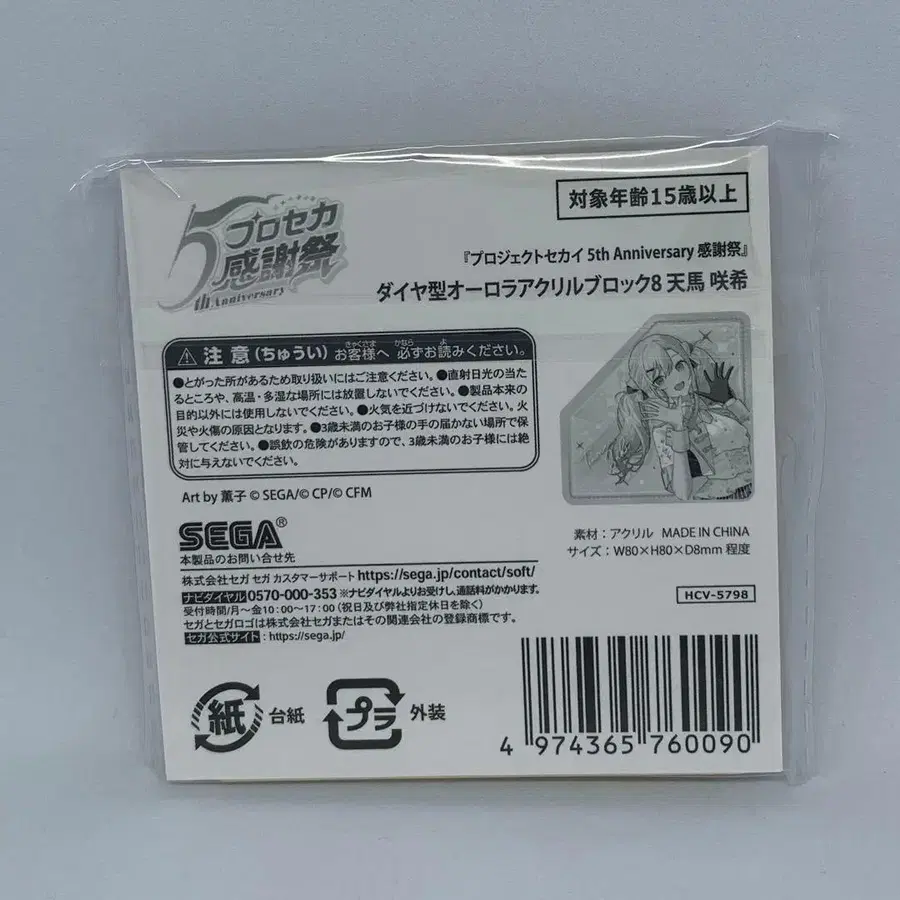 5
プロセカ
感謝祭
th Anniversary
対象年齢15歳以上
『プロジェクトセカイ 5th Anniversary 感謝祭』
ダイヤ型オーロラアクリルブロック8 天馬 咲希
きゃくさま かなら よ
注意(ちゅうい) お客様へ 必ずお読みください。
●とがった所があるため取り扱いにはご注意ください。●直射日光の当た
るところや、高温・多湿な場所には放置しないでください。●製品本来の
目的以外には使用しないでください。●火気を近づけないでください。火
災や火傷の原因となります。●3歳未満のお子様の手の届かない場所で保
管してください。●誤飲の危険がありますので、3歳未満のお子様には絶
対に与えないでください。
Art by 薫子 © SEGA/© CP/© CFM
SEGA®
本製品のお問い合せ先
素材：アクリル MADE IN CHINA
サイズ：W80×H80×D8mm 程度
株式会社セガ セガ カスタマーサポート https://sega.jp/contact/soft/
ナビダイヤル 0570-000-353 ※ナビダイヤルよりお受けし、通話料がかかります。
受付時間/月～金10：00～17：00（祝日及び弊社指定休日を除く）
セガとセガロゴは株式会社セガまたはその関連会社の登録商標です。
セガ公式サイト：https://sega.jp/
HCV-5798
紙 台紙
プラ 外装
4 974365 760090